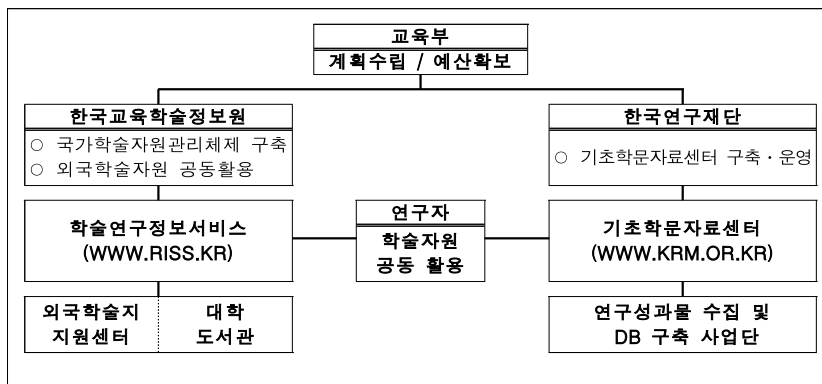 교육부
계획수립 / 예산확보
한국교육학술정보원
○ 국가학술자원관리체제 구축
○ 외국학술자원 공동활용
한국연구재단
○ 기초학문자료센터 구축·운영
학술연구정보서비스
(WWW.RISS.KR)
연구자
학술자원
공동 활용
기초학문자료센터
(WWW.KRM.OR.KR)
외국학술지
지원센터
대학
도서관
연구성과물 수집 및
DB 구축 사업단